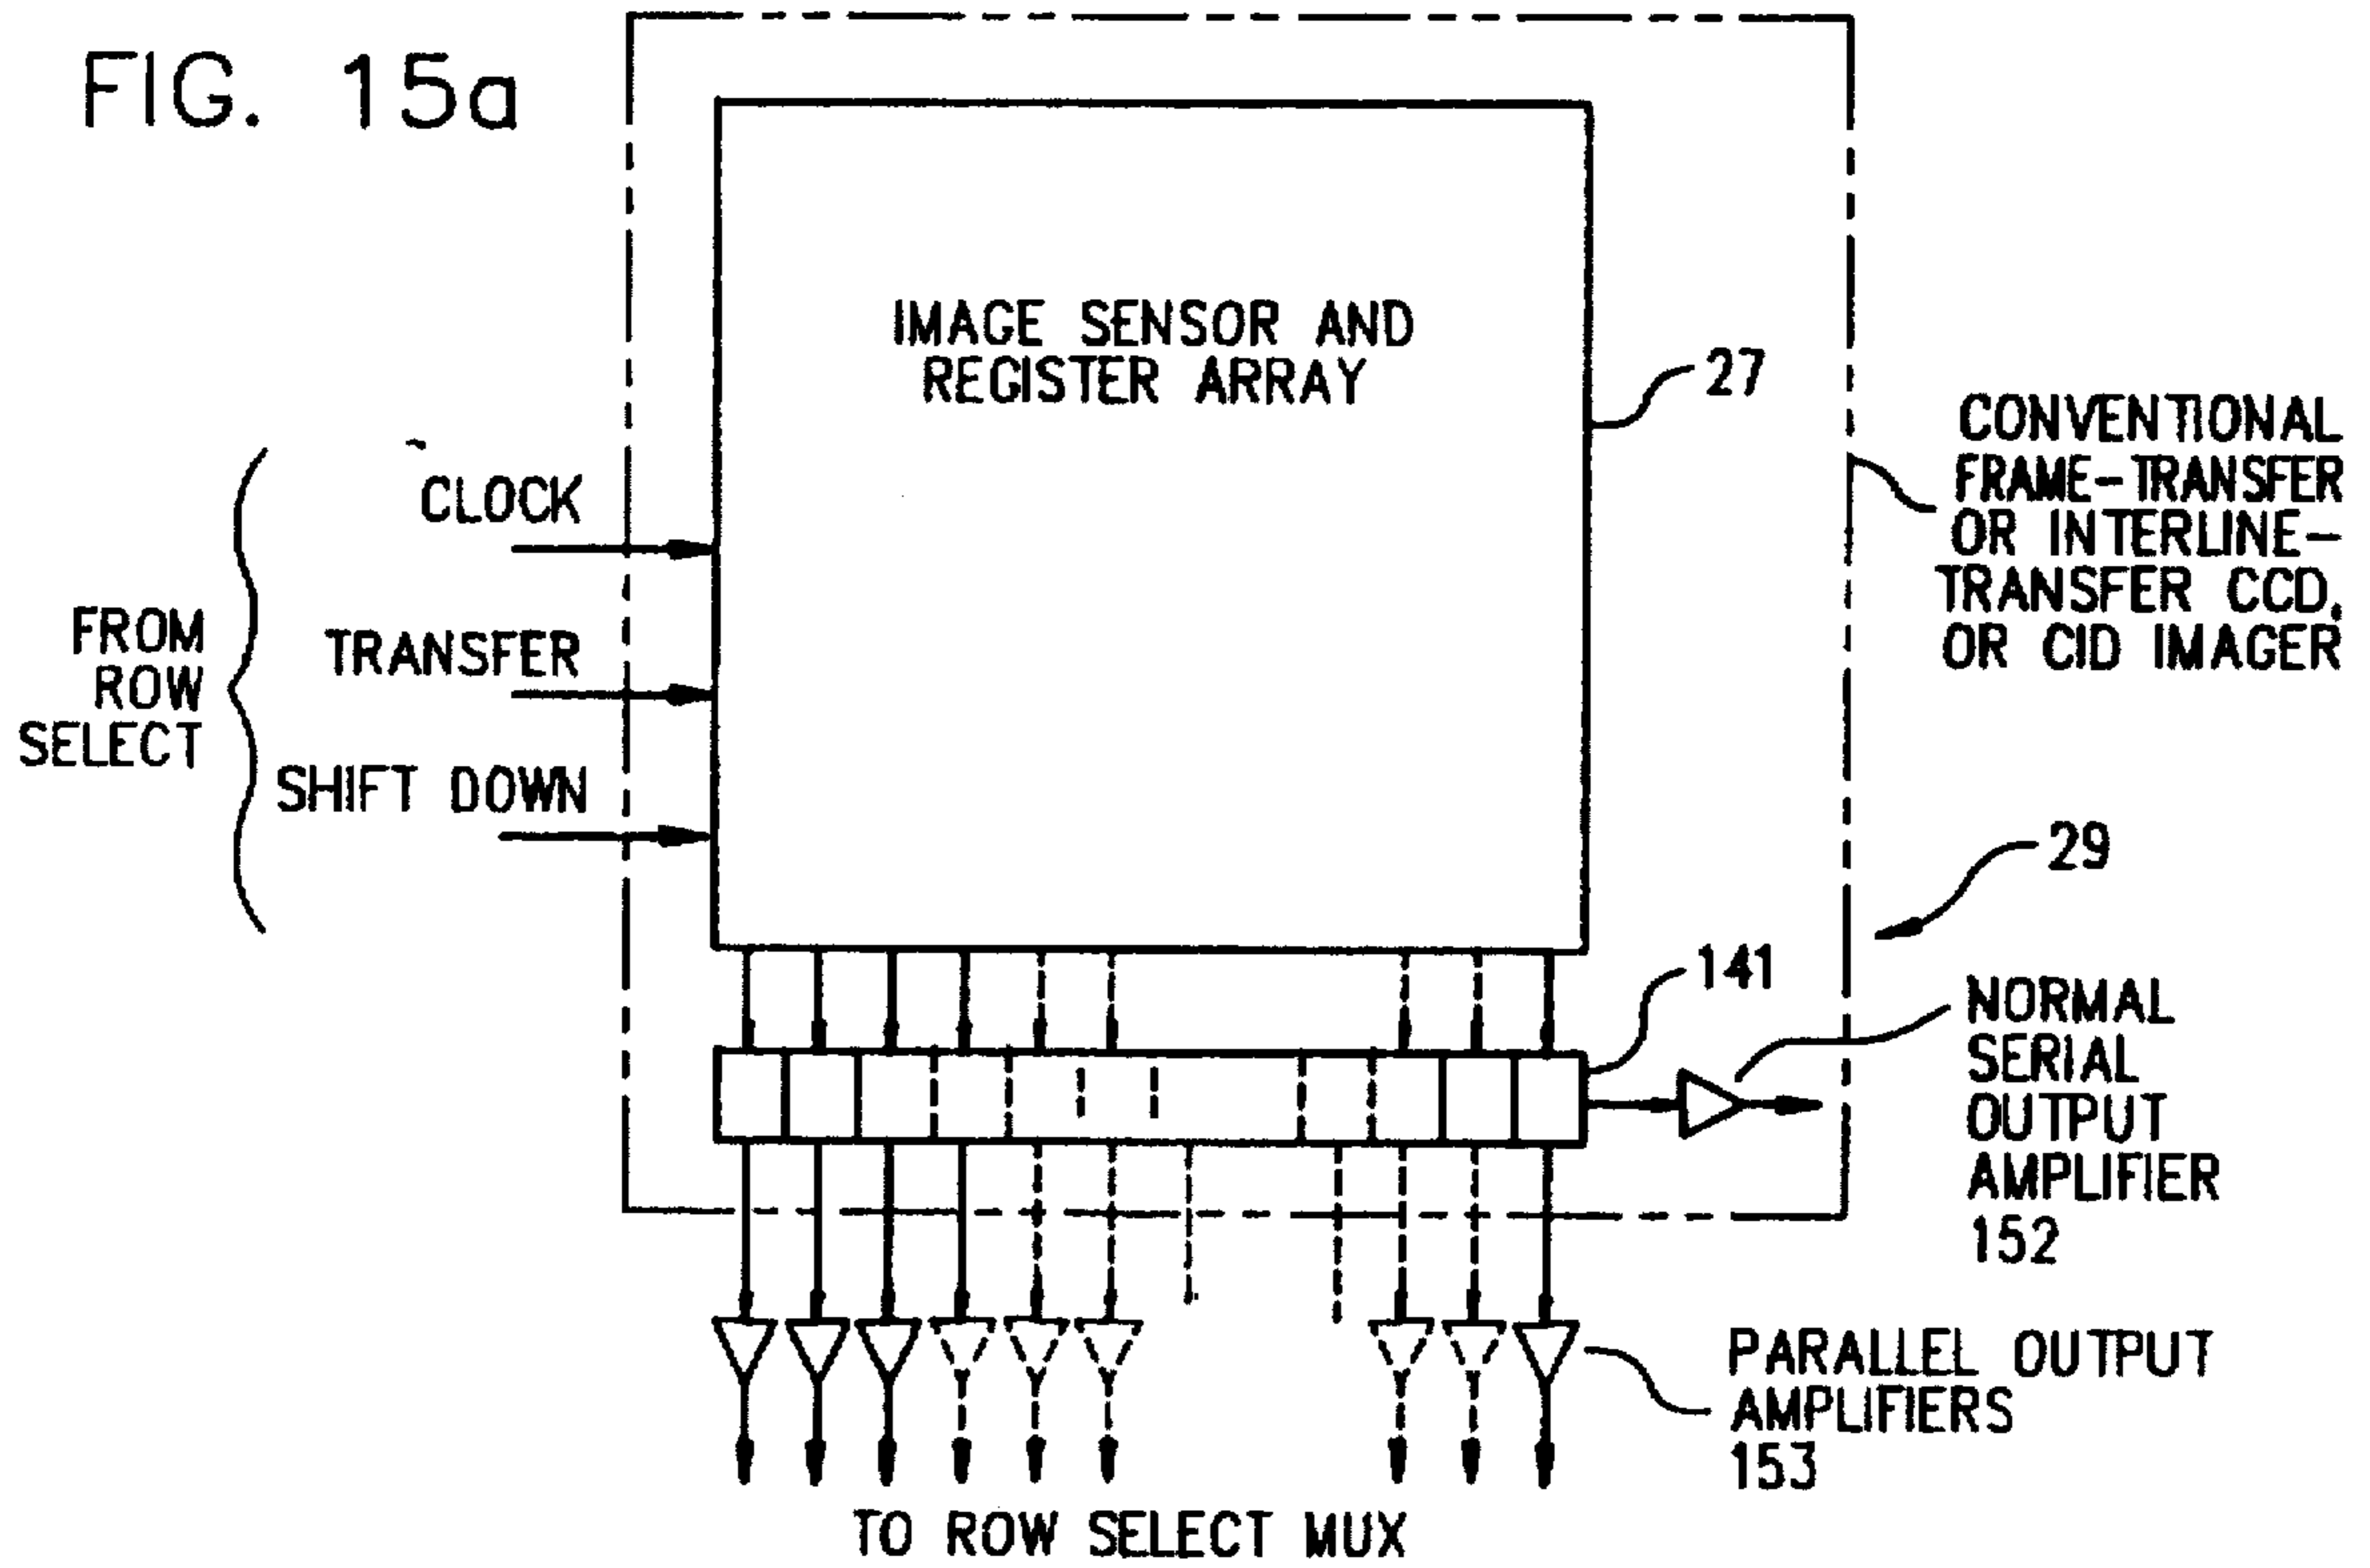 FIG. 15a
IMAGE SENSOR AND
REGISTER ARRAY
27
CONVENTIONAL
FRAME-TRANSFER
OR INTERLINE-
TRANSFER CCD,
OR CID IMAGER
CLOCK
TRANSFER
SHIFT DOWN
FROM
ROW
SELECT
29
141
NORMAL
SERIAL
OUTPUT
AMPLIFIER
152
PARALLEL OUTPUT
AMPLIFIERS
153
TO ROW SELECT MUX